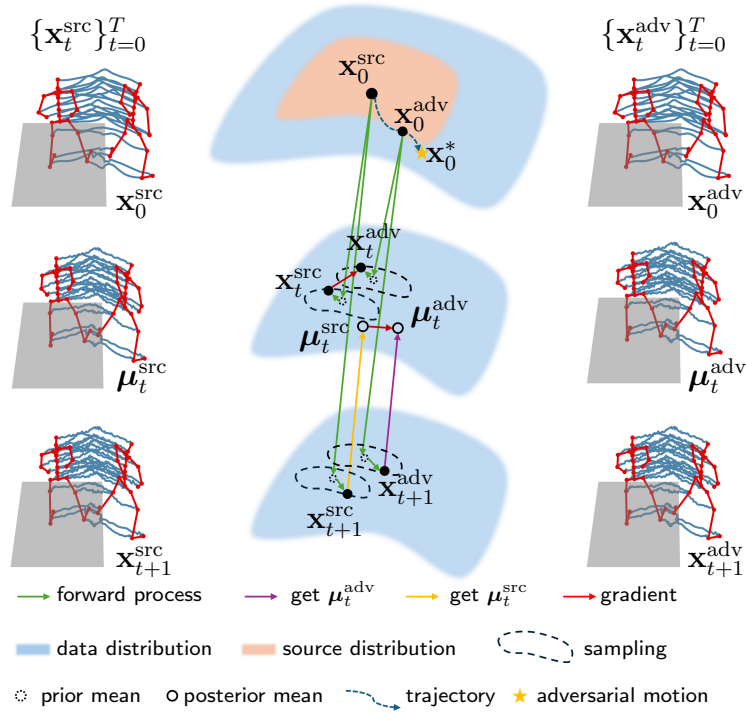 {x_t^src}_{t=0}^T
{x_t^adv}_{t=0}^T
x_0^src
x_0^adv
x_0^*
x_0^src
x_0^adv
x_t^adv
x_t^src
μ_t^src
μ_t^adv
μ_t^src
μ_t^adv
x_{t+1}^adv
x_{t+1}^src
x_{t+1}^src
x_{t+1}^adv
forward process get μ_t^adv get μ_t^src gradient
data distribution source distribution sampling
prior mean posterior mean trajectory adversarial motion